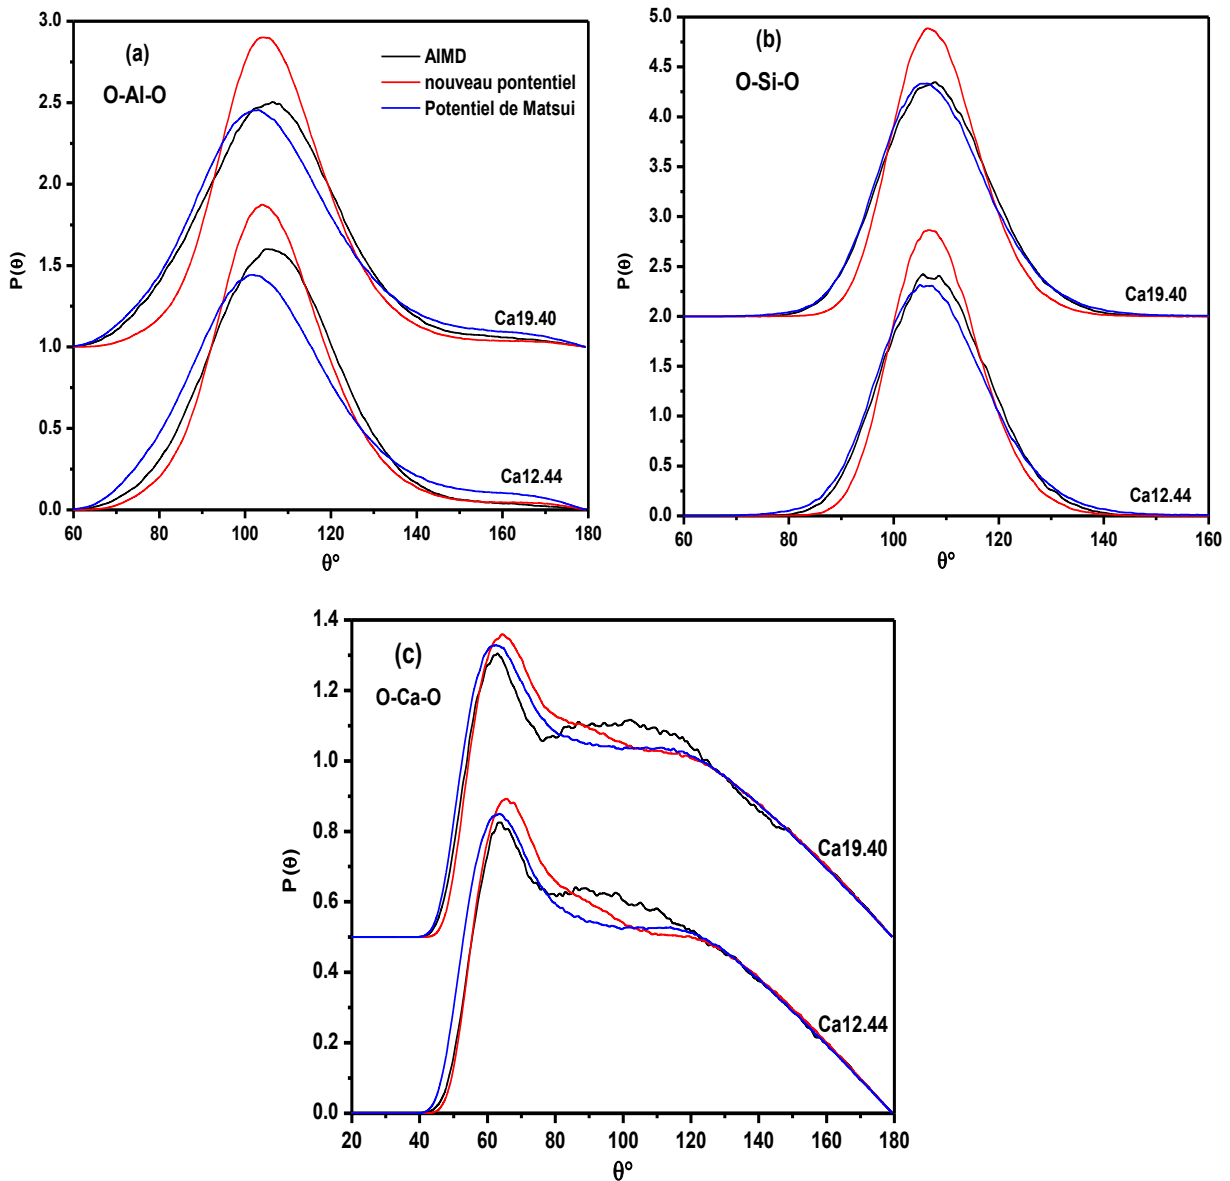 (a)
O-Al-O
AIMD
nouveau pontentiel
Potentiel de Matsui
3.0
2.5
2.0
1.5
1.0
0.5
0.0
P(θ)
Ca19.40
Ca12.44
60 80 100 120 140 160 180
θ°
(b)
O-Si-O
5.0
4.5
4.0
3.5
3.0
2.5
2.0
1.5
1.0
0.5
0.0
P(θ)
Ca19.40
Ca12.44
60 80 100 120 140 160
θ°
(c)
O-Ca-O
1.4
1.2
1.0
0.8
0.6
0.4
0.2
0.0
P(θ)
Ca19.40
Ca12.44
20 40 60 80 100 120 140 160 180
θ°